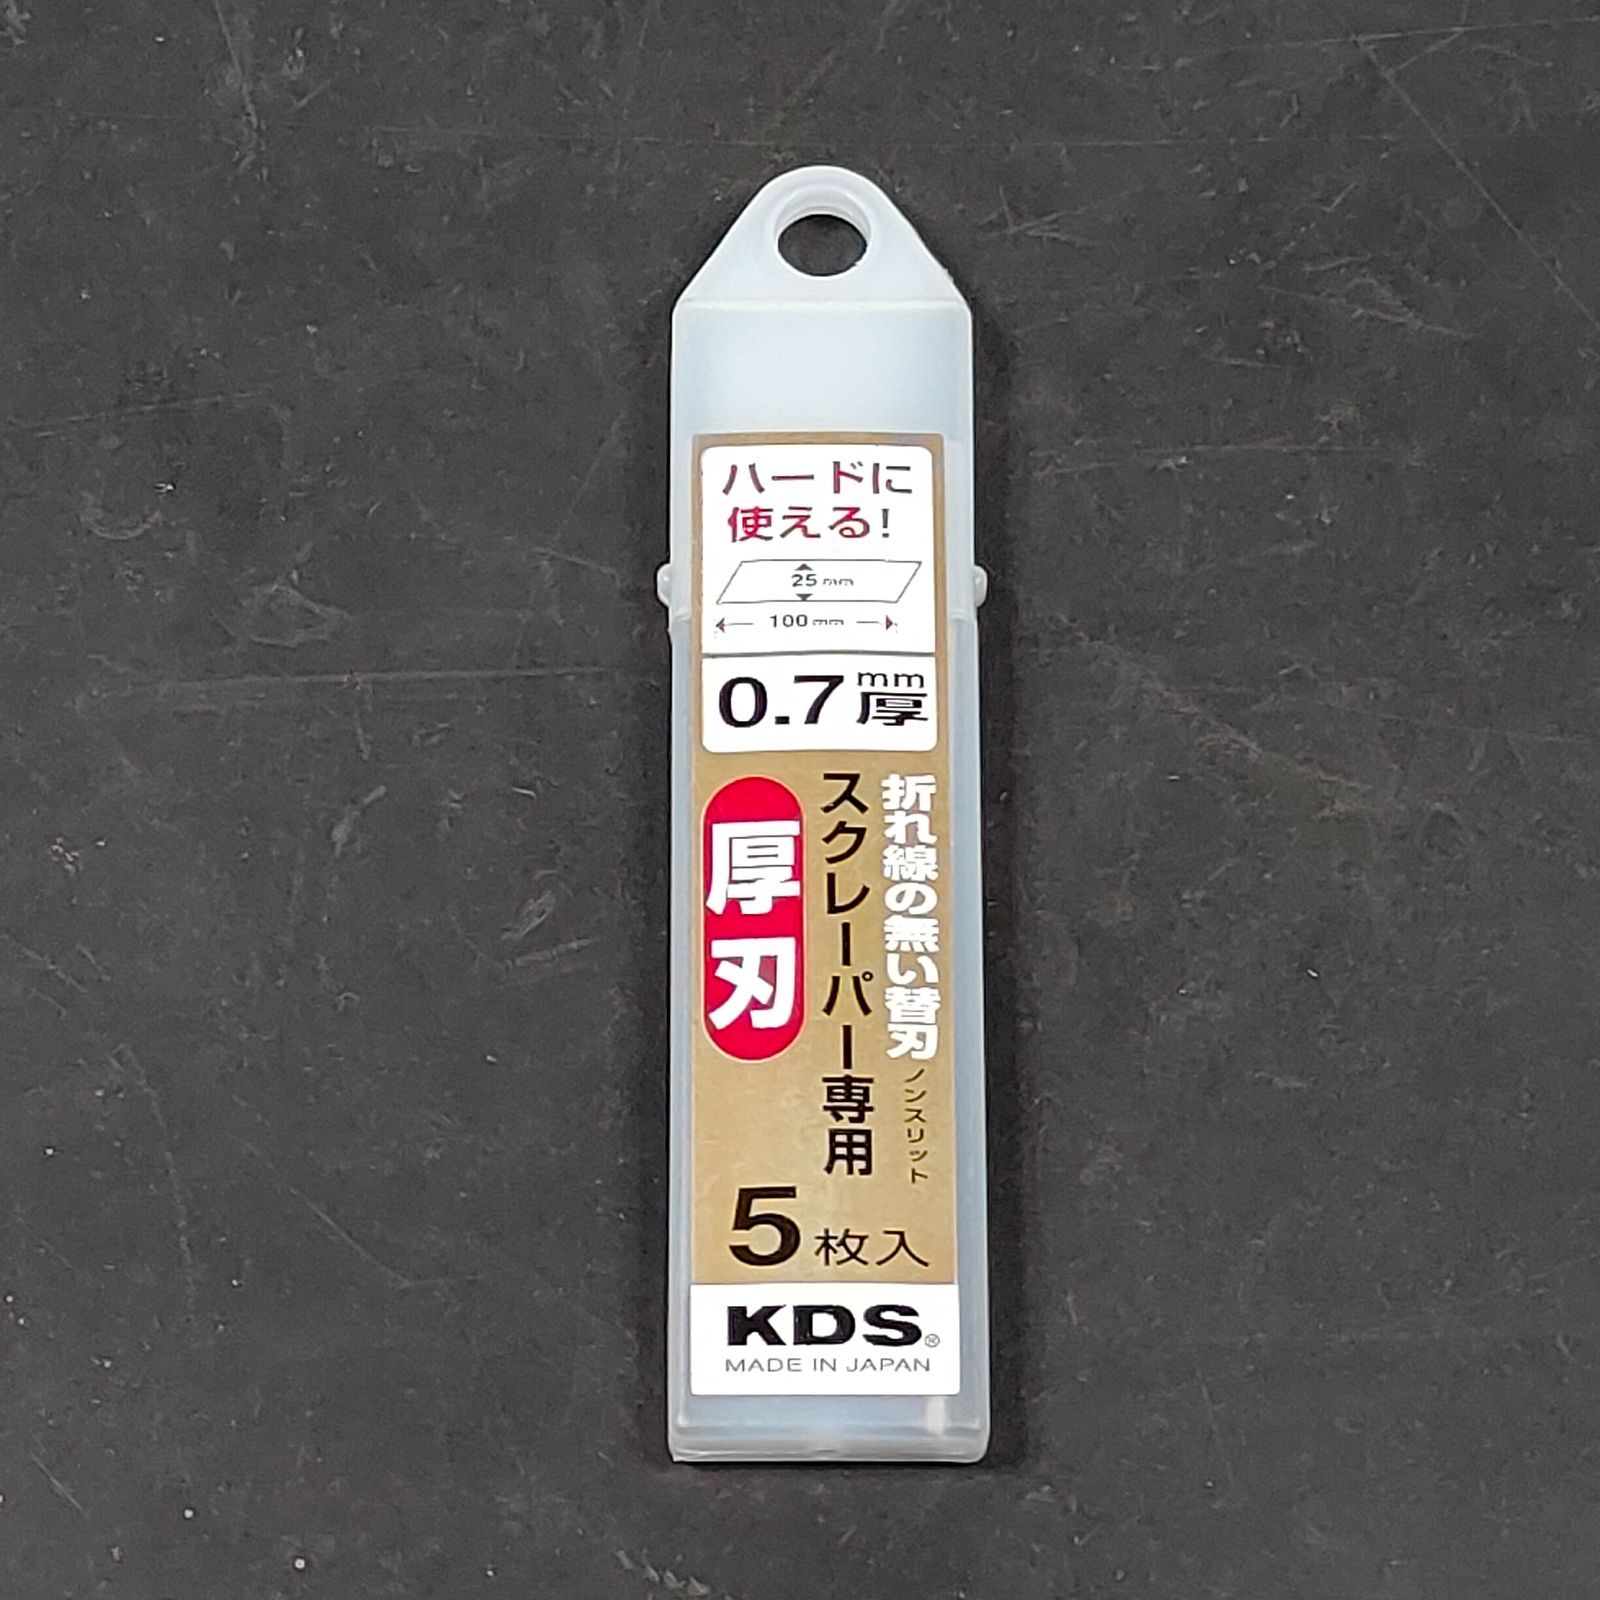 ハードに
使える!
25mm
100mm
0.7mm厚
折れ線の無い替刃 ノンスリット
スクレーパー専用
厚刃
5枚入
KDS®
MADE IN JAPAN